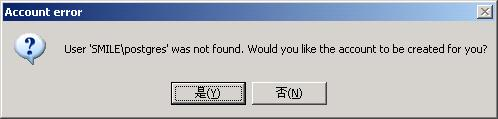 Account error
User 'SMILE\postgres' was not found. Would you like the account to be created for you?
是(Y)
否(N)